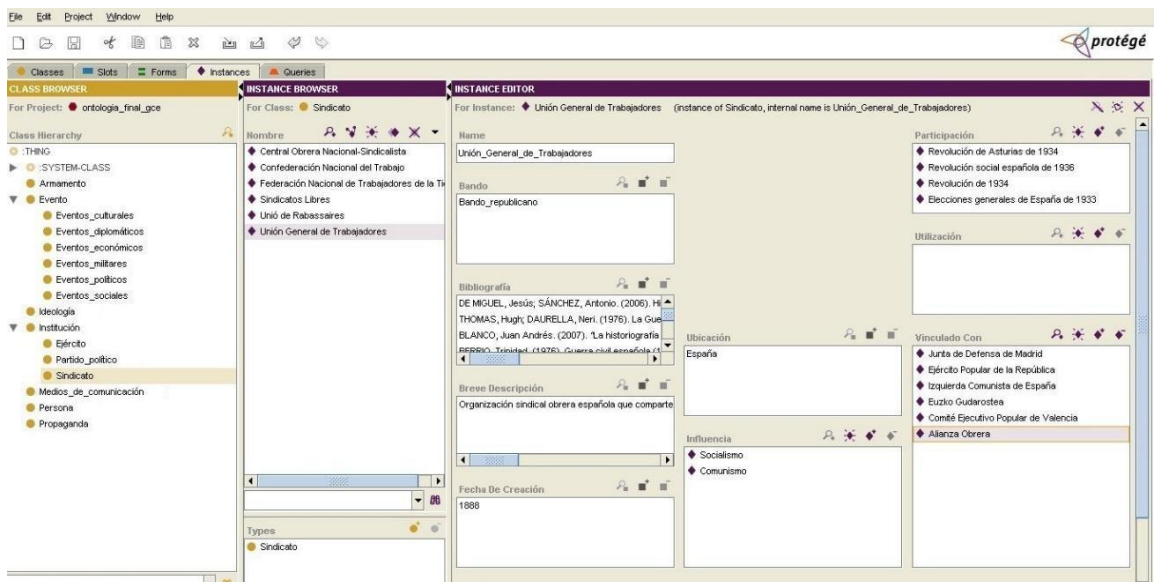 File Edit Project Window Help
protégé
Classes Slots Forms Instances Queries
CLASS BROWSER
For Project: ontologia_final_gce
Class Hierarchy
:THING
:SYSTEM-CLASS
Armamento
Evento
Eventos_culturales
Eventos_diplomáticos
Eventos_económicos
Eventos_militares
Eventos_políticos
Eventos_sociales
Ideología
Institución
Ejército
Partido_político
Sindicato
Medios_de_comunicación
Persona
Propaganda
INSTANCE BROWSER
For Class: Sindicato
Nombre
Central Obrera Nacional-Sindicalista
Confederación Nacional del Trabajo
Federación Nacional de Trabajadores de la Ti
Sindicatos Libres
Unió de Rabassaires
Unión General de Trabajadores
Types
Sindicato
INSTANCE EDITOR
For Instance: Unión General de Trabajadores (instance of Sindicato, internal name is Unión_General_de_Trabajadores)
Name
Unión_General_de_Trabajadores
Bando
Bando_republicano
Bibliografía
DE MIGUEL, Jesús; SÁNCHEZ, Antonio. (2006). Hi
THOMAS, Hugh; DAURELLA, Neri. (1976). La Gue
BLANCO, Juan Andrés. (2007). "La historiografía
BERRIO, Trinidad. (1976). Guerra civil española (1
Breve Descripción
Organización sindical obrera española que comparte
Fecha De Creación
1888
Ubicación
España
Influencia
Socialismo
Comunismo
Participación
Revolución de Asturias de 1934
Revolución social española de 1936
Revolución de 1934
Elecciones generales de España de 1933
Utilización
Vinculado Con
Junta de Defensa de Madrid
Ejército Popular de la República
Izquierda Comunista de España
Euzko Gudarostea
Comité Ejecutivo Popular de Valencia
Alianza Obrera